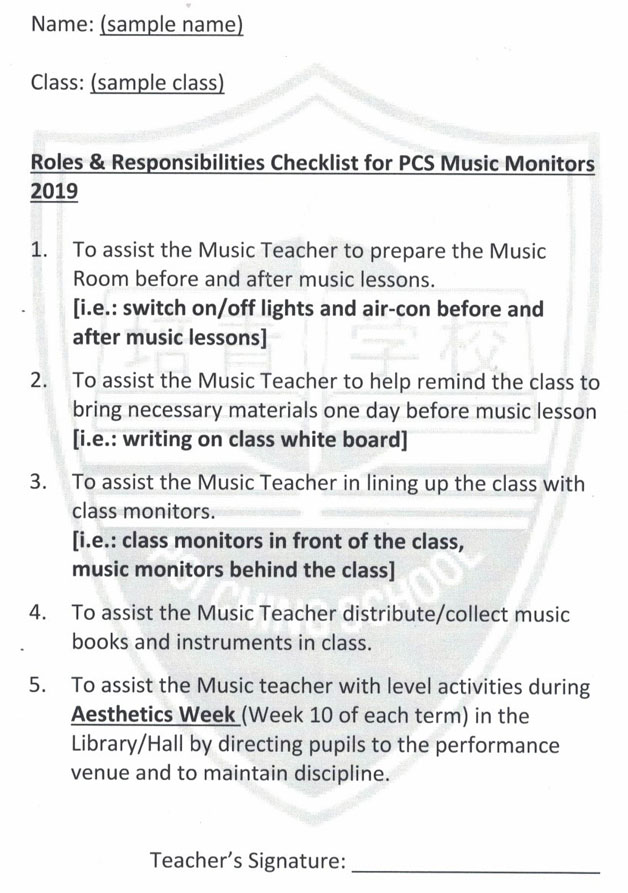 Name: (sample name)
Class: (sample class)
Roles & Responsibilities Checklist for PCS Music Monitors
2019
1. To assist the Music Teacher to prepare the Music
Room before and after music lessons.
[i.e.: switch on/off lights and air-con before and
after music lessons]
2. To assist the Music Teacher to help remind the class to
bring necessary materials one day before music lesson
[i.e.: writing on class white board]
3. To assist the Music Teacher in lining up the class with
class monitors.
[i.e.: class monitors in front of the class,
music monitors behind the class]
4. To assist the Music Teacher distribute/collect music
books and instruments in class.
5. To assist the Music teacher with level activities during
Aesthetics Week (Week 10 of each term) in the
Library/Hall by directing pupils to the performance
venue and to maintain discipline.
Teacher's Signature: ____________________
培青学校
PEI CHING SCHOOL